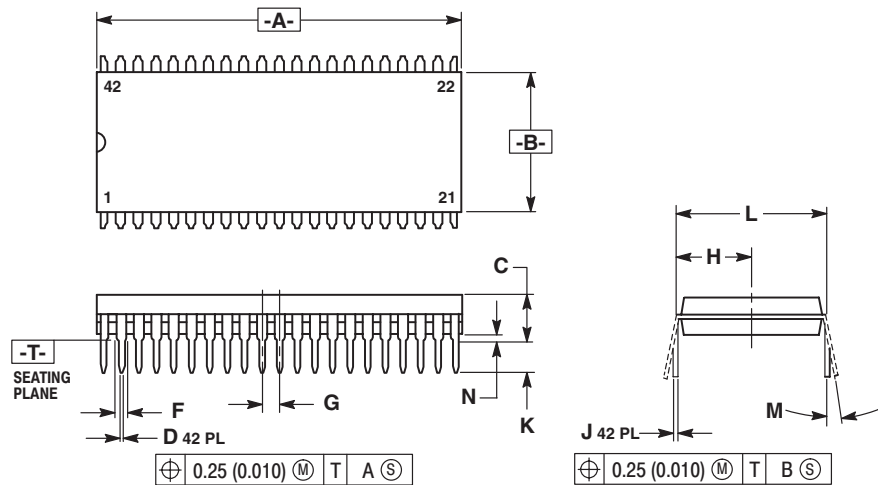 -A-
42 22
-B-
1 21
L
H
C
-T-
SEATING
PLANE
N
G
K
F
M
D 42 PL
J 42 PL
⌖ 0.25 (0.010) Ⓜ T A Ⓢ
⌖ 0.25 (0.010) Ⓜ T B Ⓢ